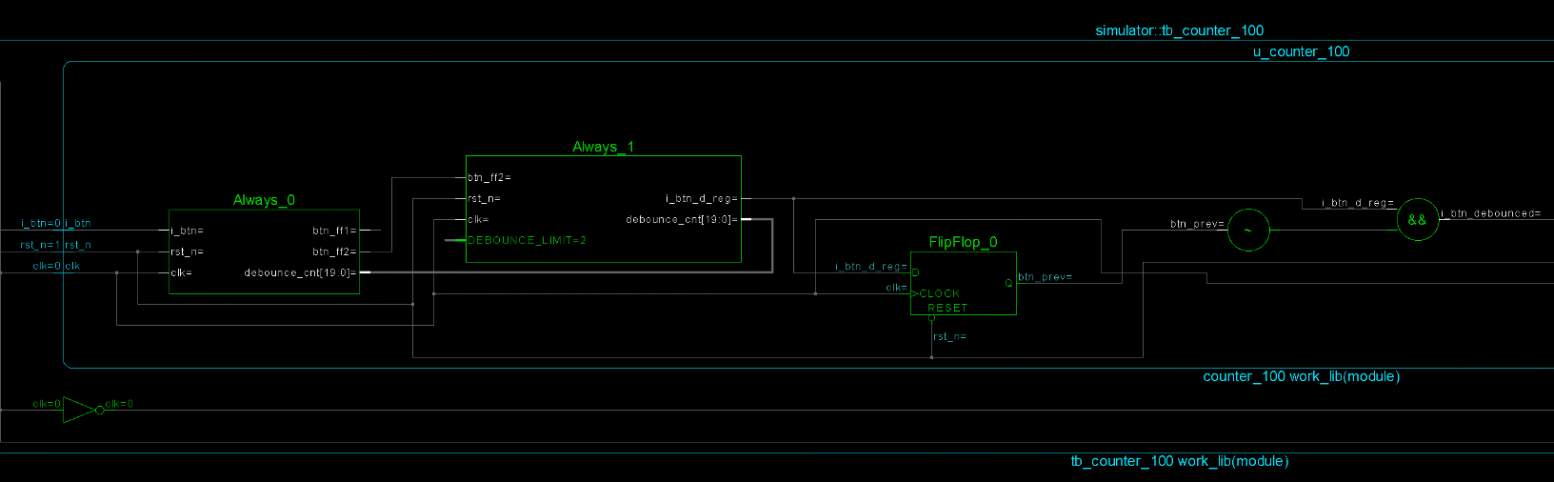 simulator::tb_counter_100
u_counter_100
Always_1
btn_ff2=
rst_n=
clk=
DEBOUNCE_LIMIT=2
i_btn_d_reg=
debounce_cnt[19:0]=
Always_0
i_btn=0 i_btn
rst_n=1 rst_n
clk=0 clk
i_btn=
rst_n=
clk=
btn_ff1=
btn_ff2=
debounce_cnt[19:0]=
FlipFlop_0
i_btn_d_reg=
D
clk=
>CLOCK
RESET
Q
btn_prev=
rst_n=
btn_prev=
~
i_btn_d_reg=
&&
i_btn_debounced=
counter_100 work_lib(module)
clk=0
clk=0
tb_counter_100 work_lib(module)